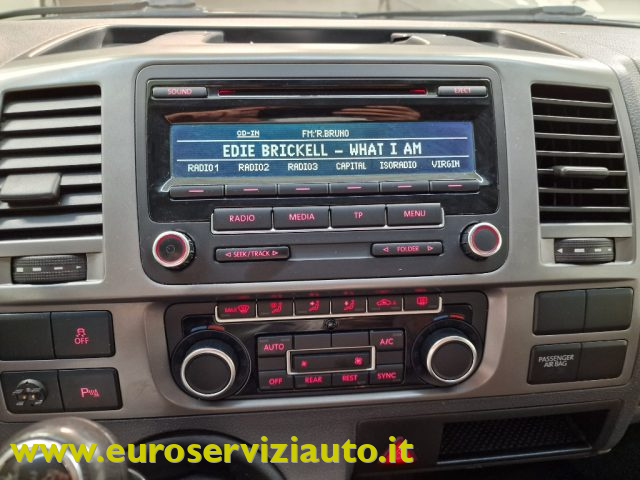 SOUND
EJECT
CD-IN FM:'R.BRUNO
EDIE BRICKELL - WHAT I AM
RADIO1 RADIO2 RADIO3 CAPITAL ISORADIO VIRGIN
RADIO MEDIA TP MENU
SEEK/TRACK FOLDER
MAX
AUTO A/C
OFF REAR REST SYNC
OFF
P
PASSENGER
AIR BAG
www.euroserviziauto.it